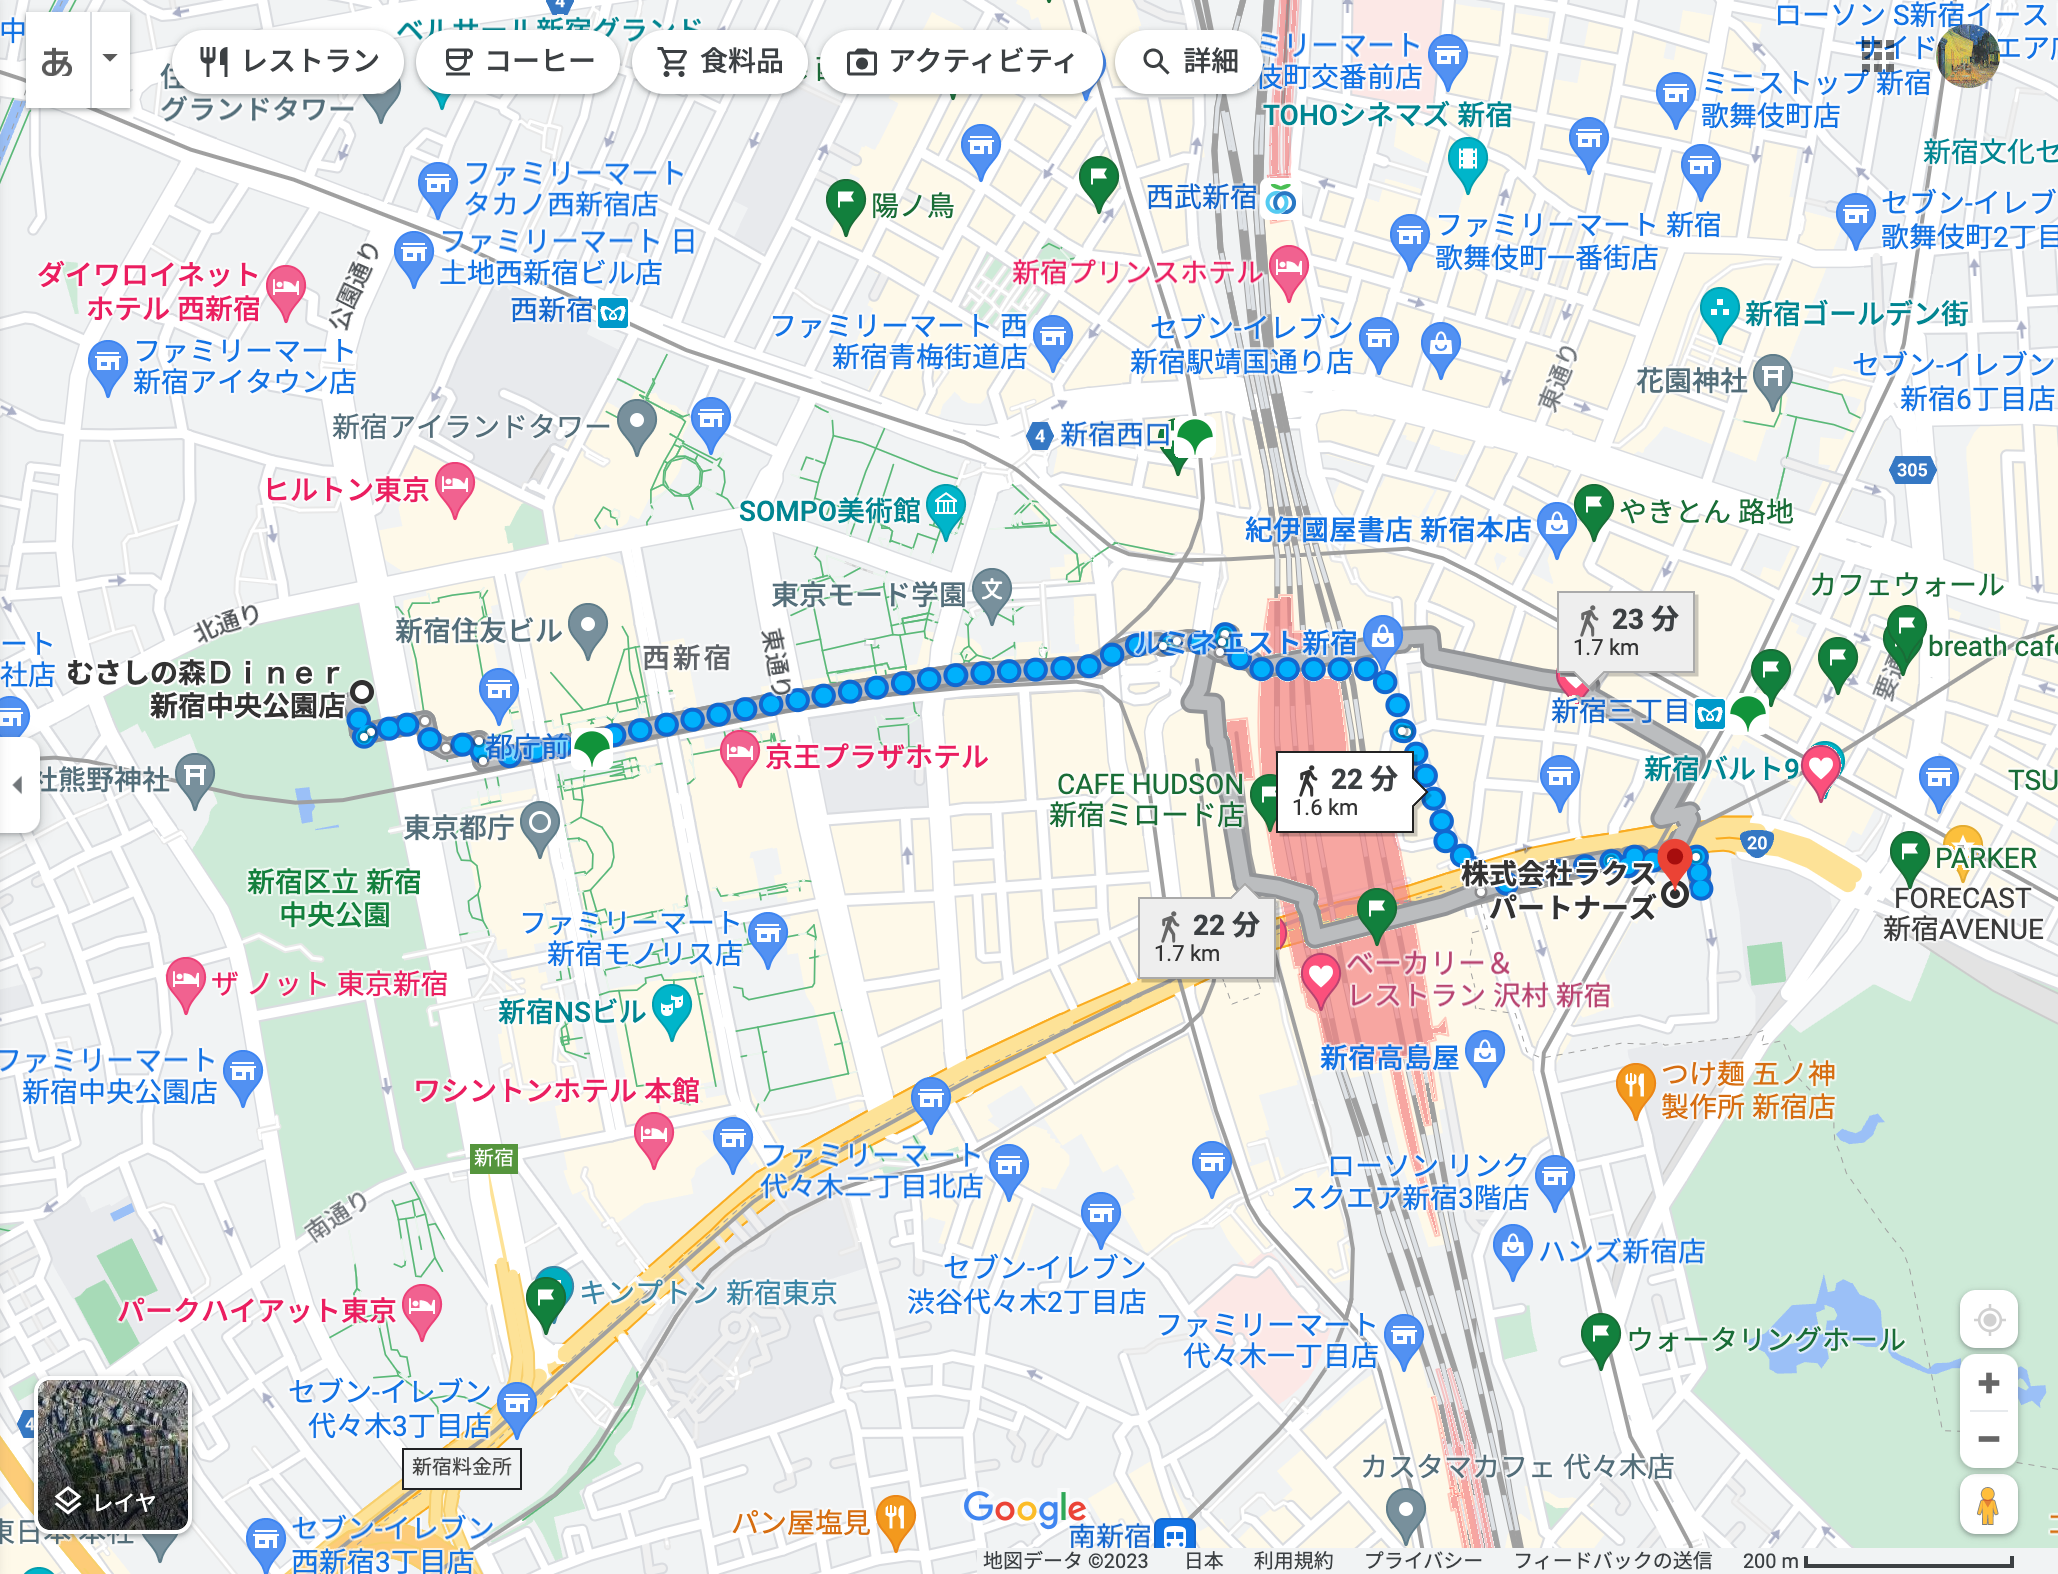 ベルサール新宿グランド
4
中
あ
レストラン
コーヒー
食料品
アクティビティ
詳細
グランドタワー
ミリーマート
伎町交番前店
ローソン S新宿イース
ミニストップ 新宿
歌舞伎町店
TOHOシネマズ 新宿
新宿文化セ
ファミリーマート
タカノ西新宿店
陽ノ鳥
西武新宿
ファミリーマート 新宿
歌舞伎町一番街店
セブン-イレブ
歌舞伎町2丁目
公園通り
ファミリーマート 日
土地西新宿ビル店
ダイワロイネット
ホテル 西新宿
西新宿
新宿プリンスホテル
新宿ゴールデン街
ファミリーマート
新宿アイタウン店
ファミリーマート 西
新宿青梅街道店
セブン-イレブン
新宿駅靖国通り店
東通り
花園神社
セブン-イレブン
新宿6丁目店
新宿アイランドタワー
4
新宿西口
305
ヒルトン東京
SOMPO美術館
紀伊國屋書店 新宿本店
やきとん 路地
北通り
東京モード学園
文
新宿住友ビル
西新宿
東通り
ルミネエスト新宿
23 分
1.7 km
カフェウォール
breath cafe
要通
ート
社店
むさしの森Ｄｉｎｅｒ
新宿中央公園店
都庁前
京王プラザホテル
新宿三丁目
新宿バルト9
TSU
社熊野神社
東京都庁
CAFE HUDSON
新宿ミロード店
22 分
1.6 km
20
株式会社ラクス
パートナーズ
PARKER
FORECAST
新宿AVENUE
新宿区立 新宿
中央公園
ファミリーマート
新宿モノリス店
22 分
1.7 km
ベーカリー＆
レストラン 沢村 新宿
ザ ノット 東京新宿
新宿NSビル
新宿高島屋
ファミリーマート
新宿中央公園店
ワシントンホテル 本館
つけ麺 五ノ神
製作所 新宿店
新宿
ファミリーマート
代々木二丁目北店
ローソン リンク
スクエア新宿3階店
南通り
ハンズ新宿店
セブン-イレブン
渋谷代々木2丁目店
キンプトン 新宿東京
パークハイアット東京
ファミリーマート
代々木一丁目店
ウォータリングホール
セブン-イレブン
代々木3丁目店
4
新宿料金所
カスタマカフェ 代々木店
レイヤ
東日本 本社
セブン-イレブン
西新宿3丁目店
パン屋塩見
Google
南新宿
地図データ ©2023 日本 利用規約 プライバシー フィードバックの送信 200 m